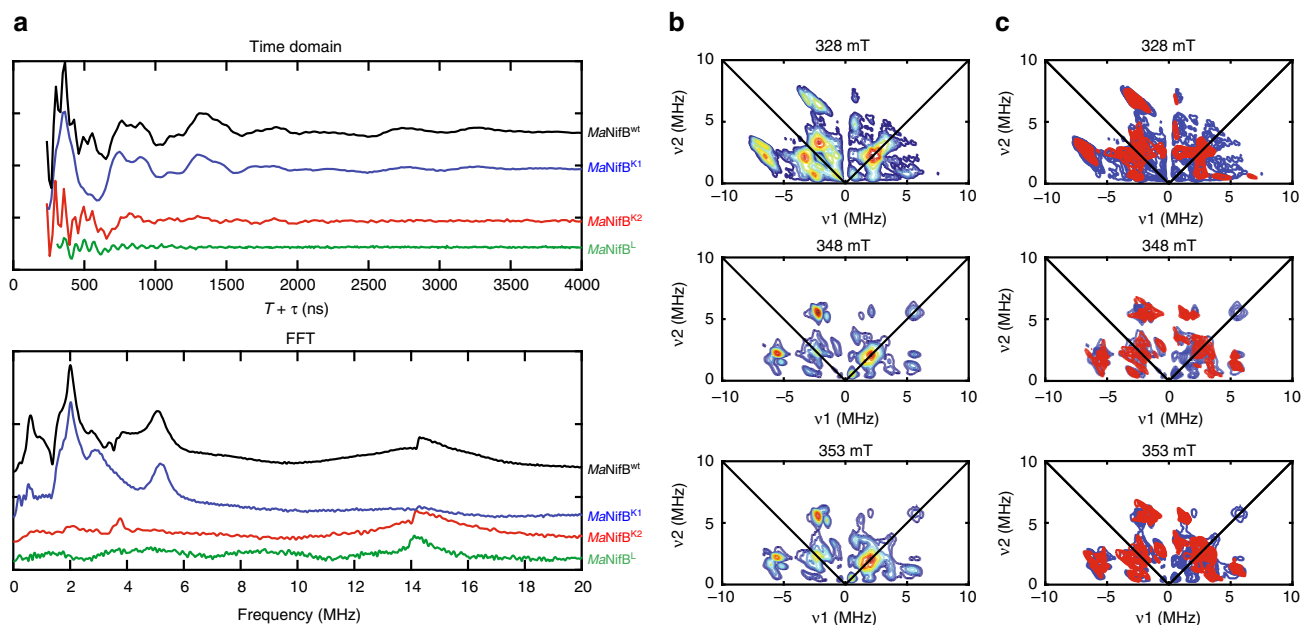 a
Time domain
MaNifBwt
MaNifBK1
MaNifBK2
MaNifBL
0 500 1000 1500 2000 2500 3000 3500 4000
T + τ (ns)
FFT
MaNifBwt
MaNifBK1
MaNifBK2
MaNifBL
0 2 4 6 8 10 12 14 16 18 20
Frequency (MHz)
b
328 mT
10
5
0
ν2 (MHz)
−10 −5 0 5 10
ν1 (MHz)
348 mT
10
5
0
ν2 (MHz)
−10 −5 0 5 10
ν1 (MHz)
353 mT
10
5
0
ν2 (MHz)
−10 −5 0 5 10
ν1 (MHz)
c
328 mT
10
5
0
ν2 (MHz)
−10 −5 0 5 10
ν1 (MHz)
348 mT
10
5
0
ν2 (MHz)
−10 −5 0 5 10
ν1 (MHz)
353 mT
10
5
0
ν2 (MHz)
−10 −5 0 5 10
ν1 (MHz)